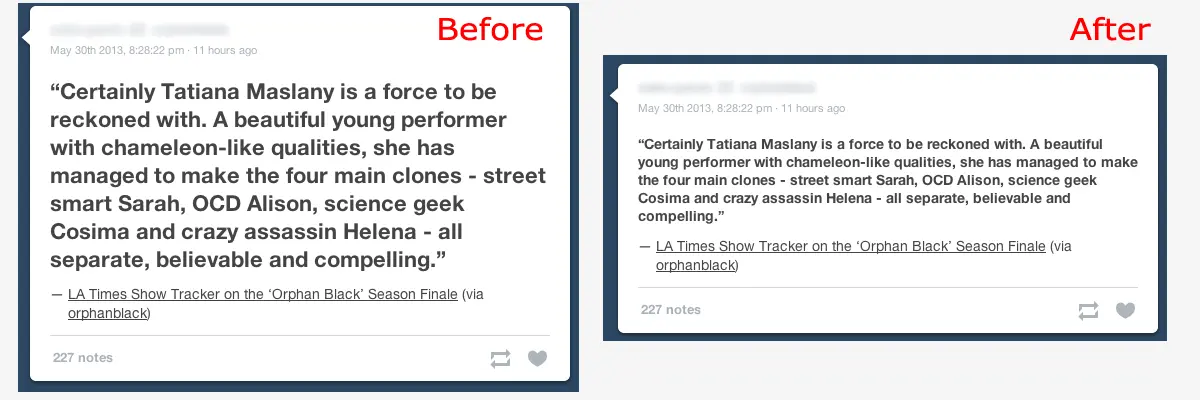 Before
May 30th 2013, 8:28:22 pm · 11 hours ago
“Certainly Tatiana Maslany is a force to be
reckoned with. A beautiful young performer
with chameleon-like qualities, she has
managed to make the four main clones - street
smart Sarah, OCD Alison, science geek
Cosima and crazy assassin Helena - all
separate, believable and compelling.”
— LA Times Show Tracker on the ‘Orphan Black’ Season Finale (via
orphanblack)
227 notes
After
May 30th 2013, 8:28:22 pm · 11 hours ago
“Certainly Tatiana Maslany is a force to be reckoned with. A beautiful
young performer with chameleon-like qualities, she has managed to make
the four main clones - street smart Sarah, OCD Alison, science geek
Cosima and crazy assassin Helena - all separate, believable and
compelling.”
— LA Times Show Tracker on the ‘Orphan Black’ Season Finale (via
orphanblack)
227 notes